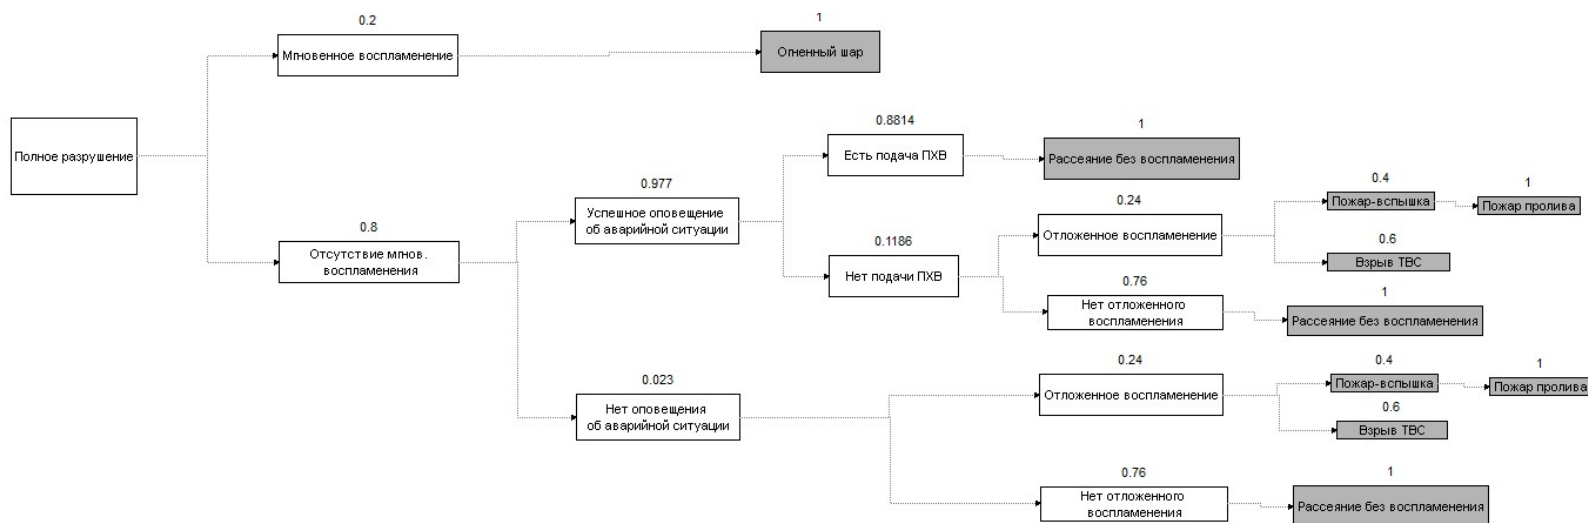 0.2
Мгновенное воспламенение
1
Огненный шар
Полное разрушение
0.8
Отсутствие мгнов.
воспламенения
0.977
Успешное оповещение
об аварийной ситуации
0.8814
Есть подача ПХВ
1
Рассеяние без воспламенения
0.1186
Нет подачи ПХВ
0.24
Отложенное воспламенение
0.4
Пожар-вспышка
1
Пожар пролива
0.6
Взрыв ТВС
0.76
Нет отложенного
воспламенения
1
Рассеяние без воспламенения
0.023
Нет оповещения
об аварийной ситуации
0.24
Отложенное воспламенение
0.4
Пожар-вспышка
1
Пожар пролива
0.6
Взрыв ТВС
0.76
Нет отложенного
воспламенения
1
Рассеяние без воспламенения